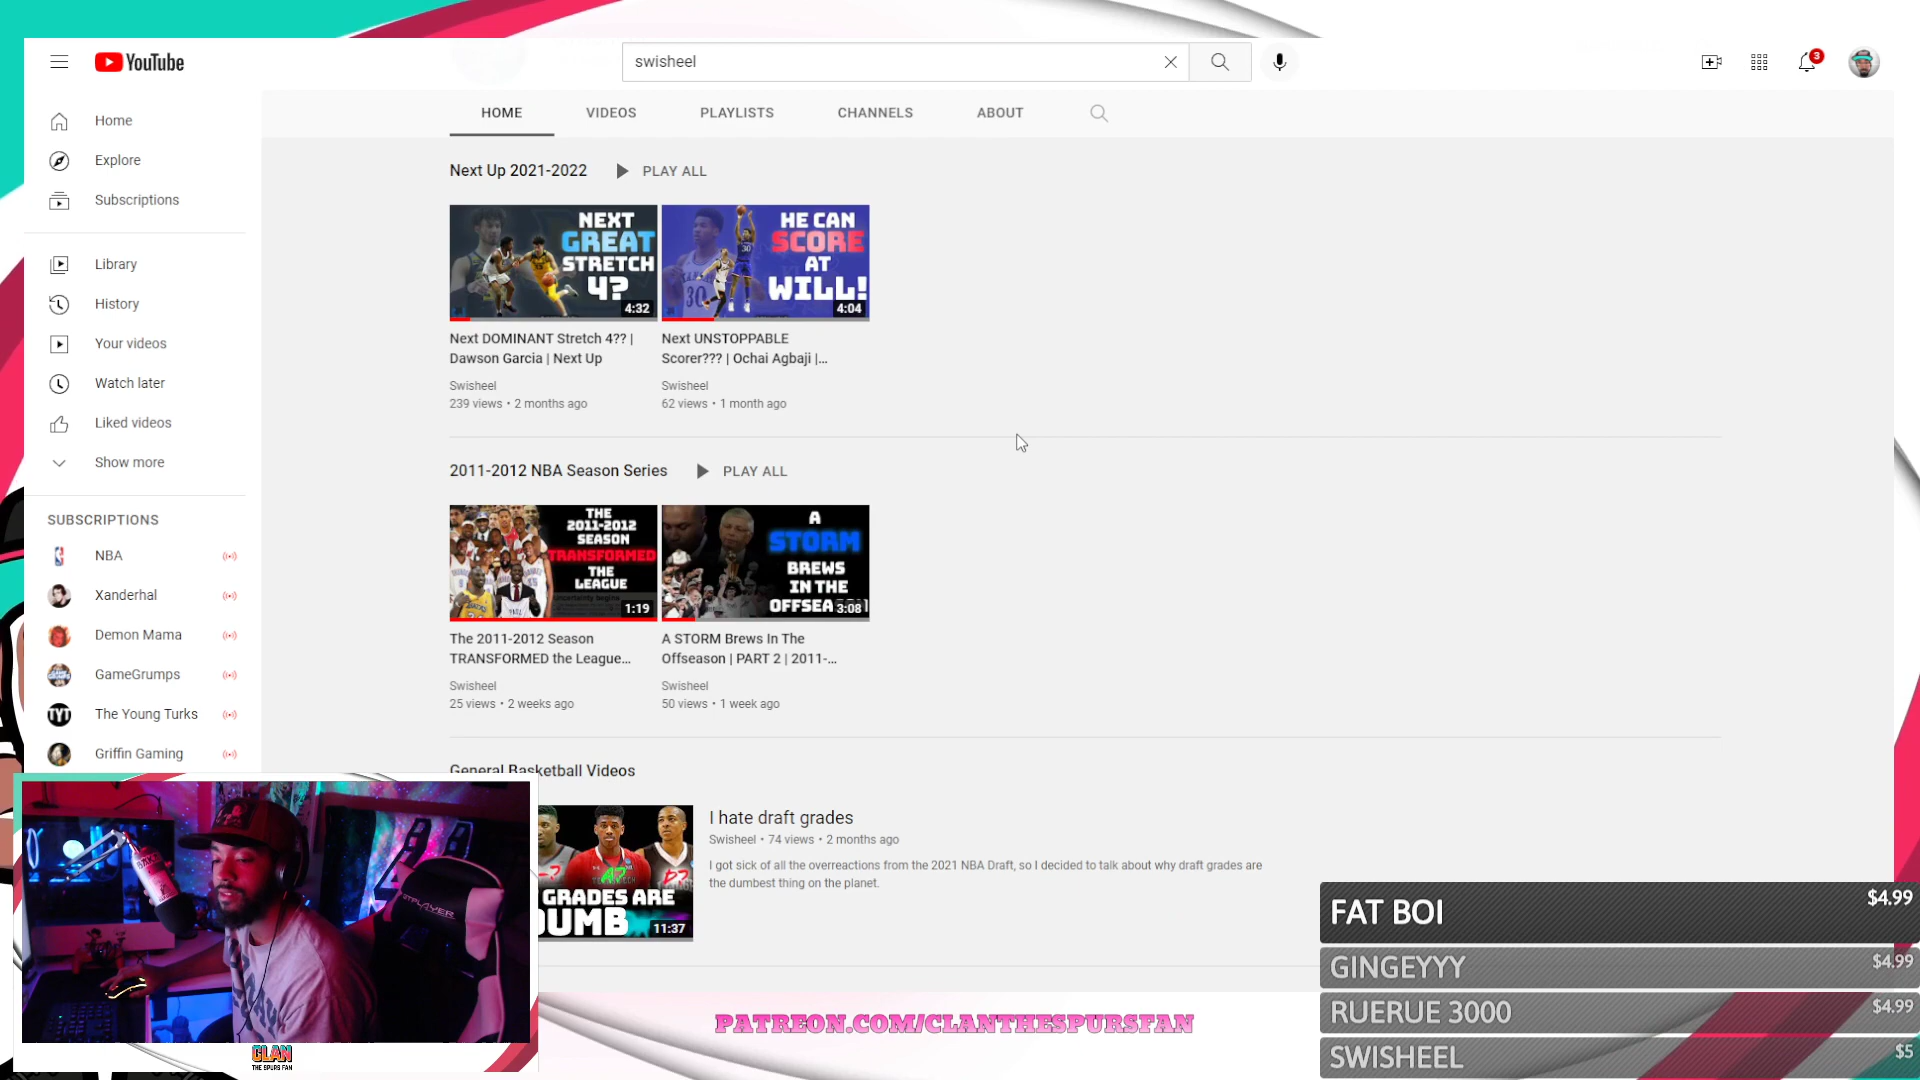 YouTube
swisheel
3
HOME
VIDEOS
PLAYLISTS
CHANNELS
ABOUT
Home
Explore
Subscriptions
Library
History
Your videos
Watch later
Liked videos
Show more
SUBSCRIPTIONS
NBA
Xanderhal
Demon Mama
GameGrumps
The Young Turks
Griffin Gaming
Next Up 2021-2022
PLAY ALL
NEXT
GREAT
STRETCH
4?
4:32
Next DOMINANT Stretch 4?? |
Dawson Garcia | Next Up
Swisheel
239 views • 2 months ago
HE CAN
SCORE
AT
WILL!
30
30
4:04
Next UNSTOPPABLE
Scorer??? | Ochai Agbaji |...
Swisheel
62 views • 1 month ago
2011-2012 NBA Season Series
PLAY ALL
THE
2011-2012
SEASON
TRANSFORMED
THE
LEAGUE
1:19
The 2011-2012 Season
TRANSFORMED the League...
Swisheel
25 views • 2 weeks ago
A
STORM
BREWS
IN THE
3:08
A STORM Brews In The
Offseason | PART 2 | 2011-...
Swisheel
50 views • 1 week ago
General Basketball Videos
GRADES ARE
DUMB
11:37
I hate draft grades
Swisheel • 74 views • 2 months ago
I got sick of all the overreactions from the 2021 NBA Draft, so I decided to talk about why draft grades are
the dumbest thing on the planet.
TYT
GTPLAYER
CLAN
THE SPURS FAN
PATREON.COM/CLANTHESPURSFAN
FAT BOI $4.99
GINGEYYY $4.99
RUERUE 3000 $4.99
SWISHEEL $5